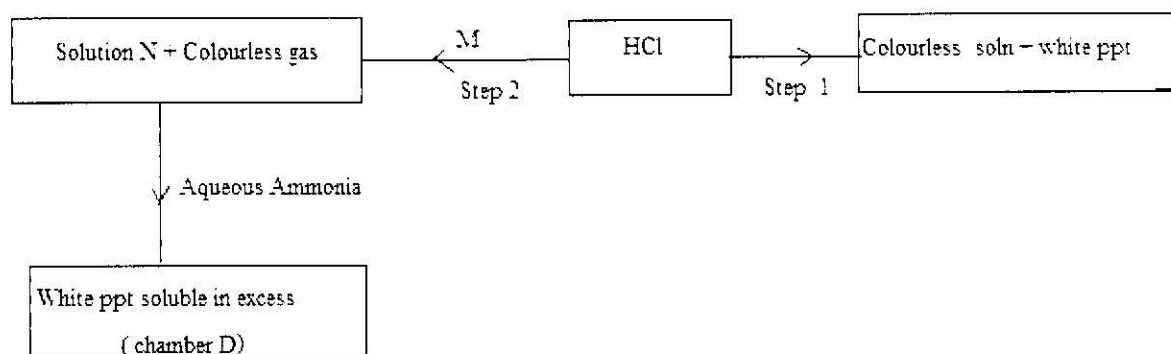 Solution N + Colourless gas
M
Step 2
HCl
Step 1
Colourless soln + white ppt
Aqueous Ammonia
White ppt soluble in excess
( chamber D)